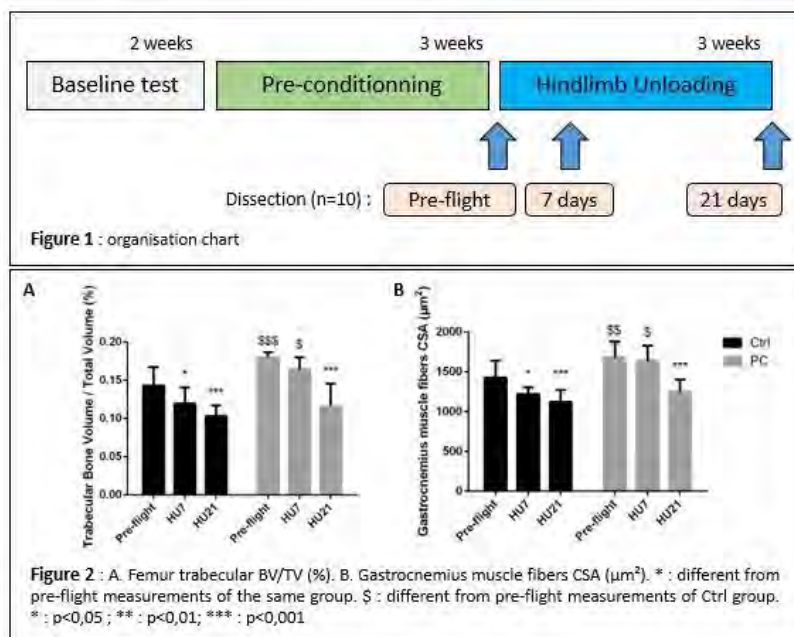 2 weeks
3 weeks
3 weeks
Baseline test
Pre-conditionning
Hindlimb Unloading
Dissection (n=10) :
Pre-flight
7 days
21 days
Figure 1 : organisation chart
A
B
Trabecular Bone Volume / Total Volume (%)
0.20
0.15
0.10
0.05
0.00
*
***
$$$
$
***
Pre-flight
HU7
HU21
Pre-flight
HU7
HU21
Gastrocnemius muscle fibers CSA (µm²)
2000
1500
1000
500
0
*
***
$$
$
***
Pre-flight
HU7
HU21
Pre-flight
HU7
HU21
Ctrl
PC
Figure 2 : A. Femur trabecular BV/TV (%). B. Gastrocnemius muscle fibers CSA (µm²). * : different from
pre-flight measurements of the same group. $ : different from pre-flight measurements of Ctrl group.
* : p<0,05 ; ** : p<0,01; *** : p<0,001